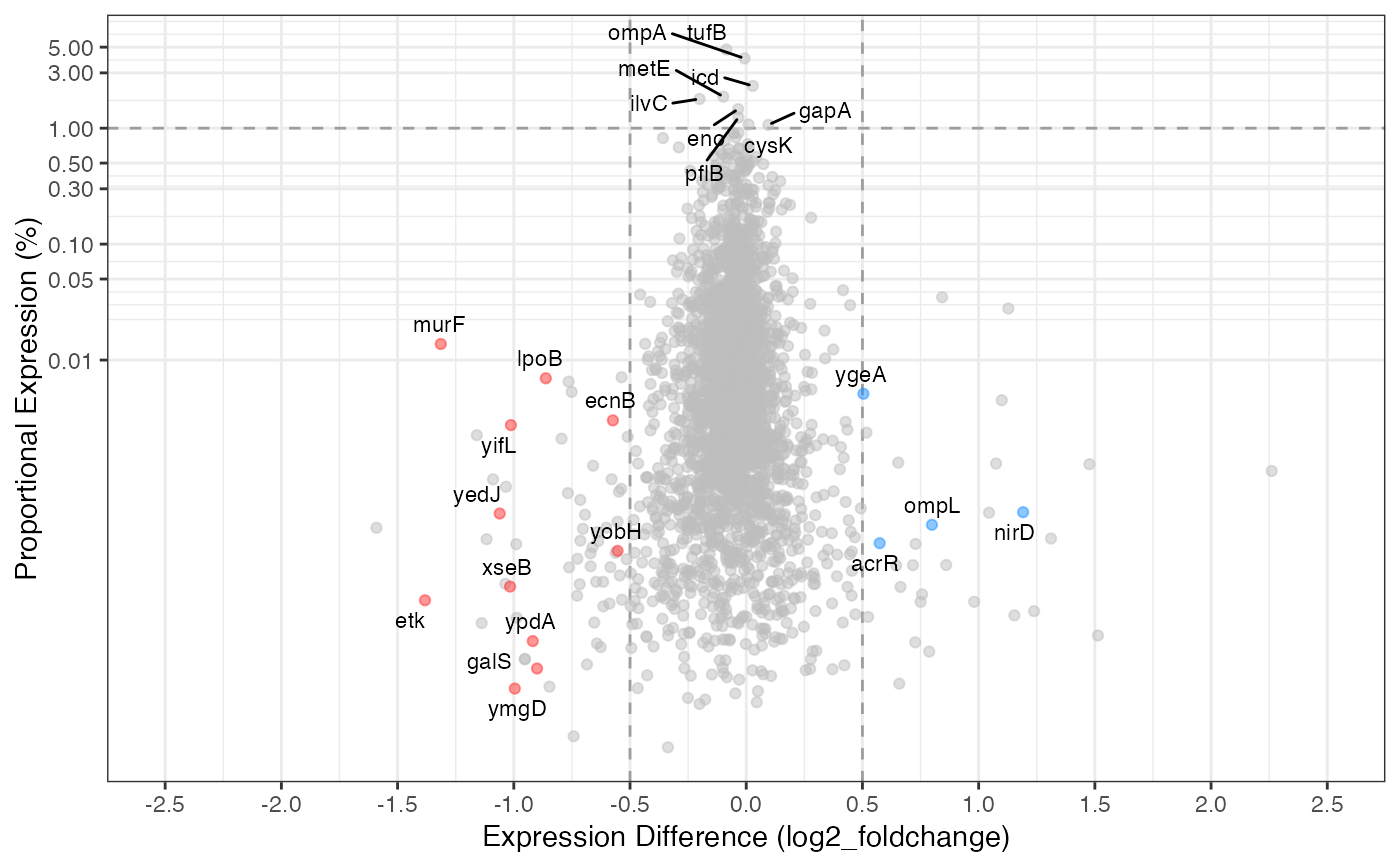 ompA tufB
5.00
metE icd
3.00
ilvC gapA
1.00
eno cysK
0.50
pflB
0.30
0.10
0.05
murF
0.01
lpoB
ygeA
ecnB
yifL
yedJ
ompL
yobH nirD
acrR
xseB
etk ypdA
galS
ymgD
Proportional Expression (%)
-2.5 -2.0 -1.5 -1.0 -0.5 0.0 0.5 1.0 1.5 2.0 2.5
Expression Difference (log2_foldchange)